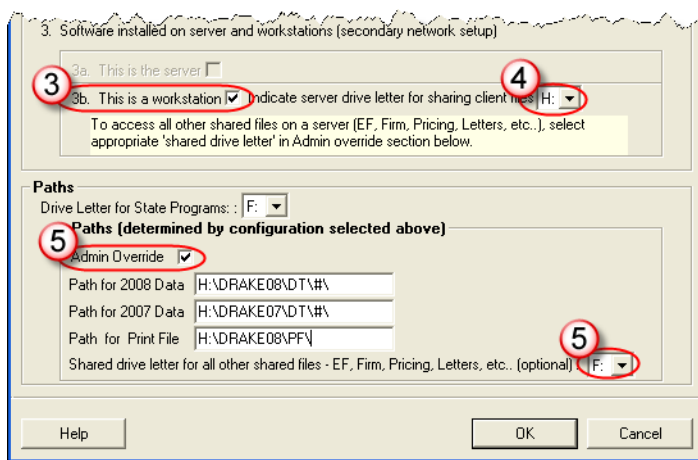 3. Software installed on server and workstations (secondary network setup)
3a. This is the server
3
4
3b. This is a workstation Indicate server drive letter for sharing client files H:
To access all other shared files on a server (EF, Firm, Pricing, Letters, etc..), select
appropriate 'shared drive letter' in Admin override section below.
Paths
Drive Letter for State Programs: : F:
Paths (determined by configuration selected above)
5
Admin Override
Path for 2008 Data H:\DRAKE08\DT\#\
Path for 2007 Data H:\DRAKE07\DT\#\
Path for Print File H:\DRAKE08\PF\
5
Shared drive letter for all other shared files - EF, Firm, Pricing, Letters, etc.. (optional) : F:
Help OK Cancel